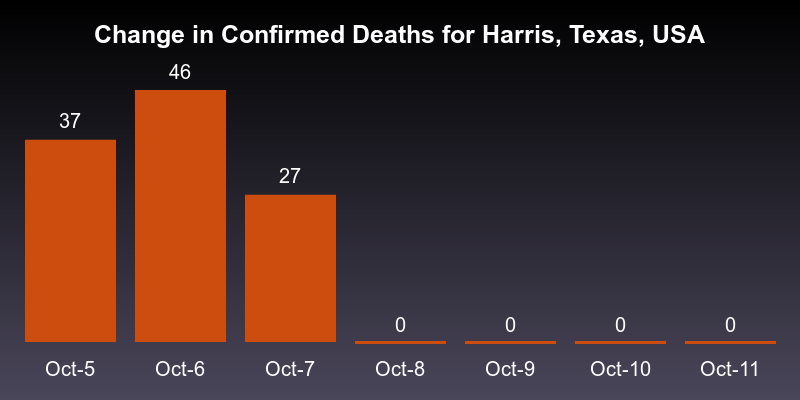 Change in Confirmed Deaths for Harris, Texas, USA
37
46
27
0
0
0
0
Oct-5
Oct-6
Oct-7
Oct-8
Oct-9
Oct-10
Oct-11